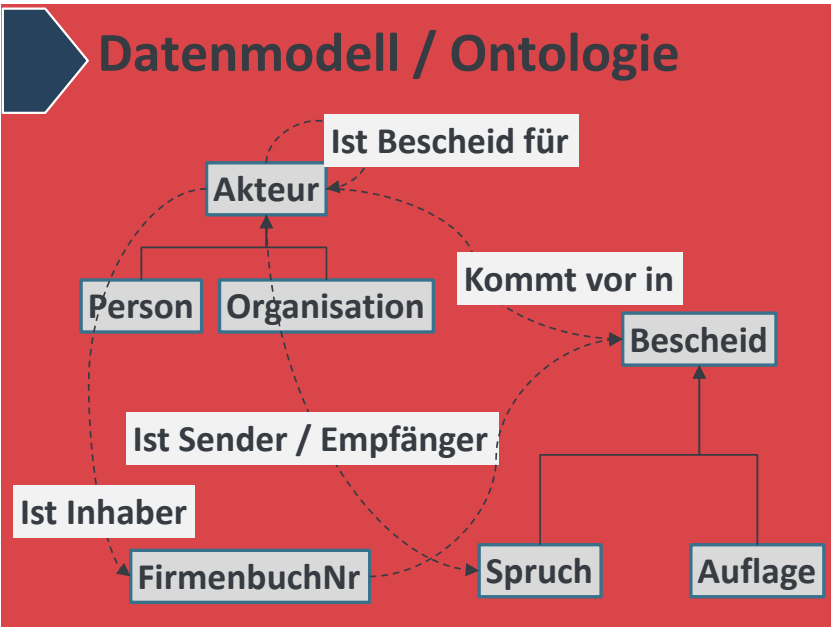 Datenmodell / Ontologie
Ist Bescheid für
Akteur
Kommt vor in
Person
Organisation
Bescheid
Ist Sender / Empfänger
Ist Inhaber
FirmenbuchNr
Spruch
Auflage